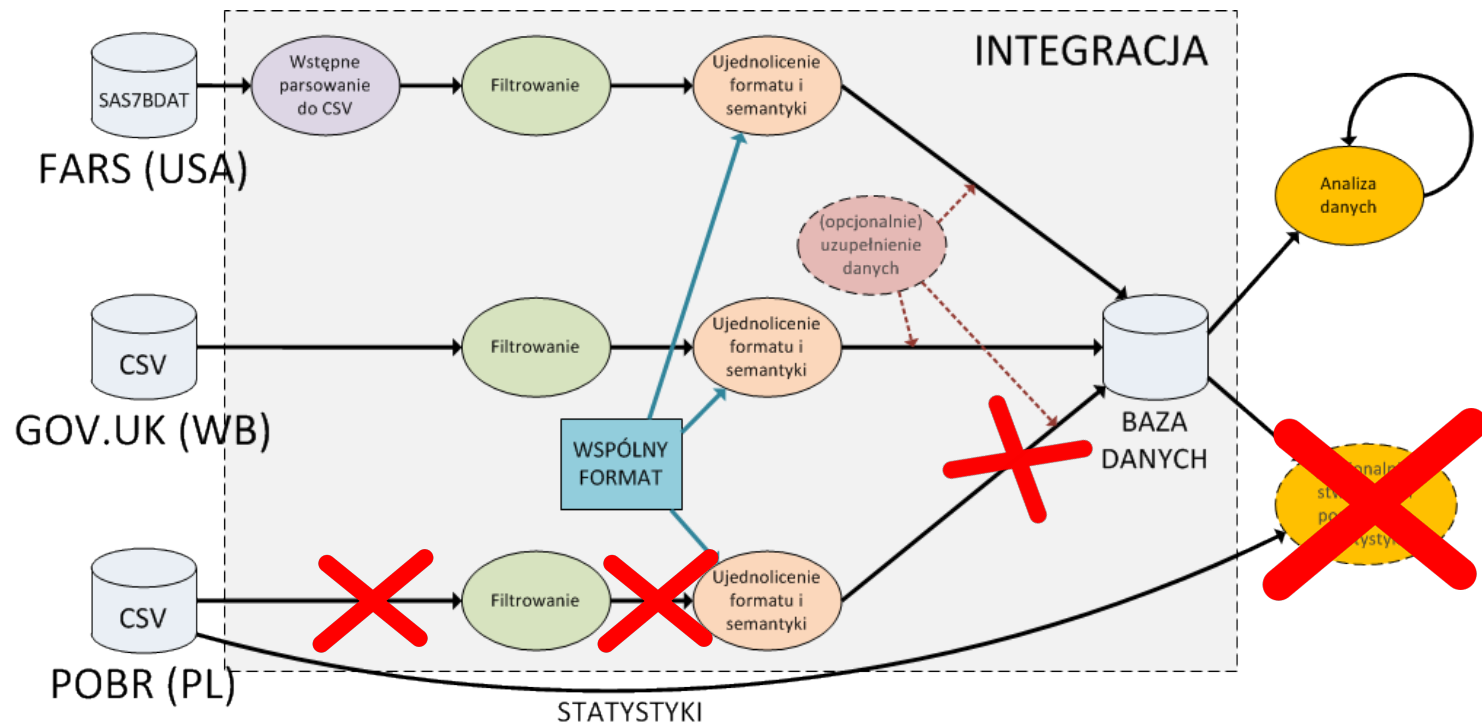 INTEGRACJA
SAS7BDAT
FARS (USA)
Wstępne
parsowanie
do CSV
Filtrowanie
Ujednolicenie
formatu i
semantyki
Analiza
danych
(opcjonalnie)
uzupełnienie
danych
CSV
GOV.UK (WB)
Filtrowanie
Ujednolicenie
formatu i
semantyki
BAZA
DANYCH
WSPÓLNY
FORMAT
CSV
POBR (PL)
Filtrowanie
Ujednolicenie
formatu i
semantyki
STATYSTYKI